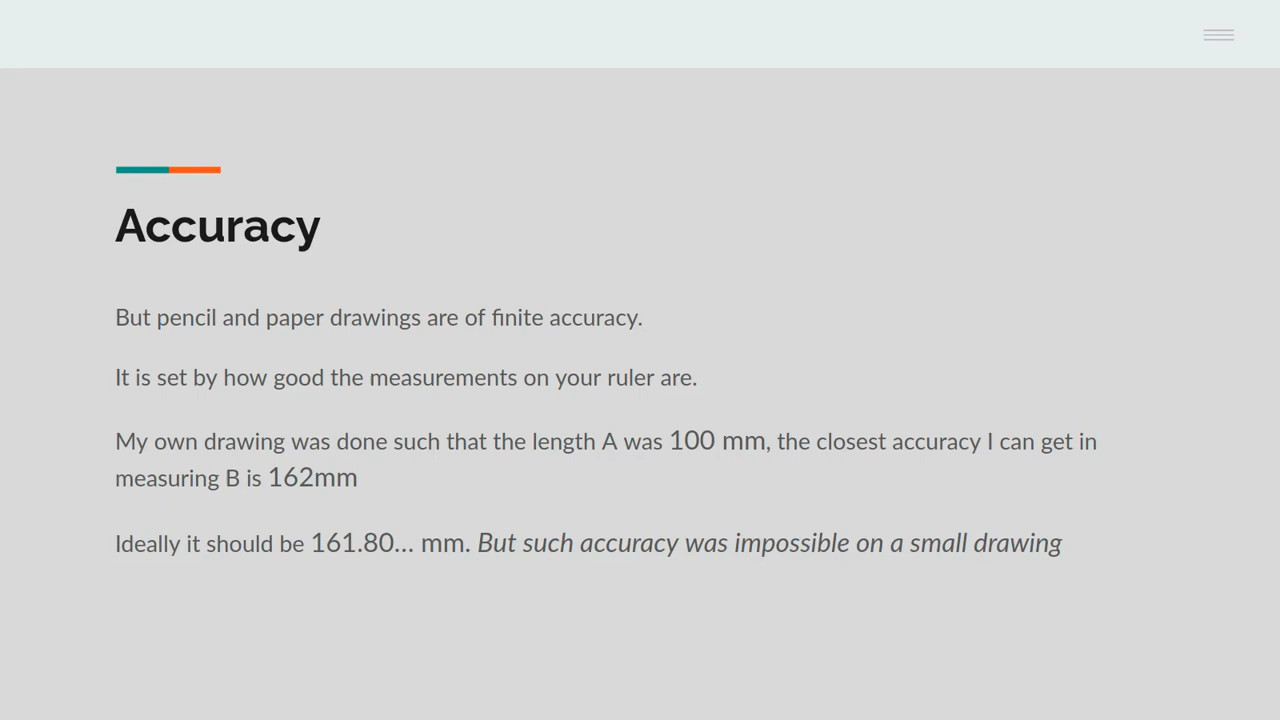 Accuracy
But pencil and paper drawings are of finite accuracy.
It is set by how good the measurements on your ruler are.
My own drawing was done such that the length A was 100 mm, the closest accuracy I can get in
measuring B is 162mm
Ideally it should be 161.80... mm. But such accuracy was impossible on a small drawing